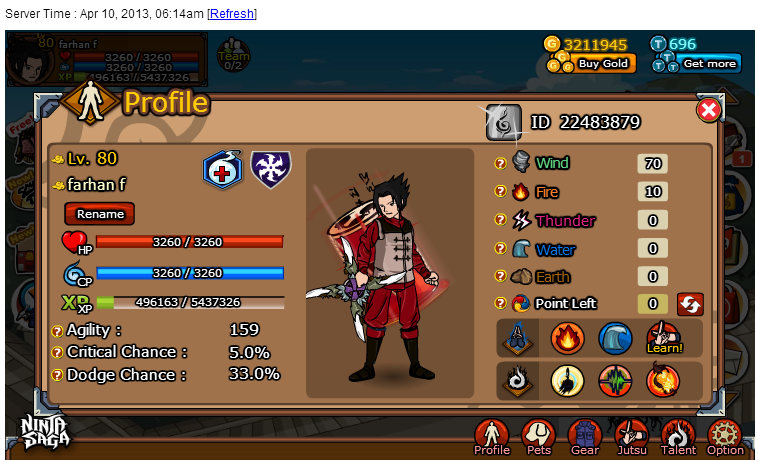 Server Time : Apr 10, 2013, 06:14am [Refresh]
80 farhan f
3260 / 3260
3260 / 3260
XP 496163 / 5437326
Team
0/2
G 3211945
Buy Gold
T 696
Get more
Profile
ID 22483879
Lv. 80
farhan f
Rename
HP 3260 / 3260
CP 3260 / 3260
XP XP 496163 / 5437326
? Agility : 159
? Critical Chance : 5.0%
? Dodge Chance : 33.0%
? Wind 70
? Fire 10
? Thunder 0
? Water 0
? Earth 0
? Point Left 0
Learn!
1
NINJA
SAGA
Profile Pets Gear Jutsu Talent Option